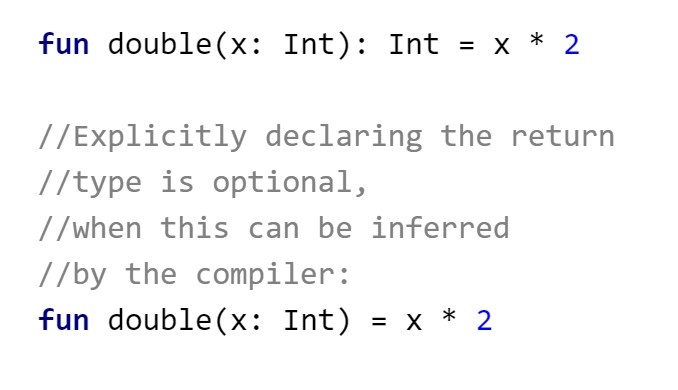 fun double(x: Int): Int = x * 2
//Explicitly declaring the return
//type is optional,
//when this can be inferred
//by the compiler:
fun double(x: Int) = x * 2